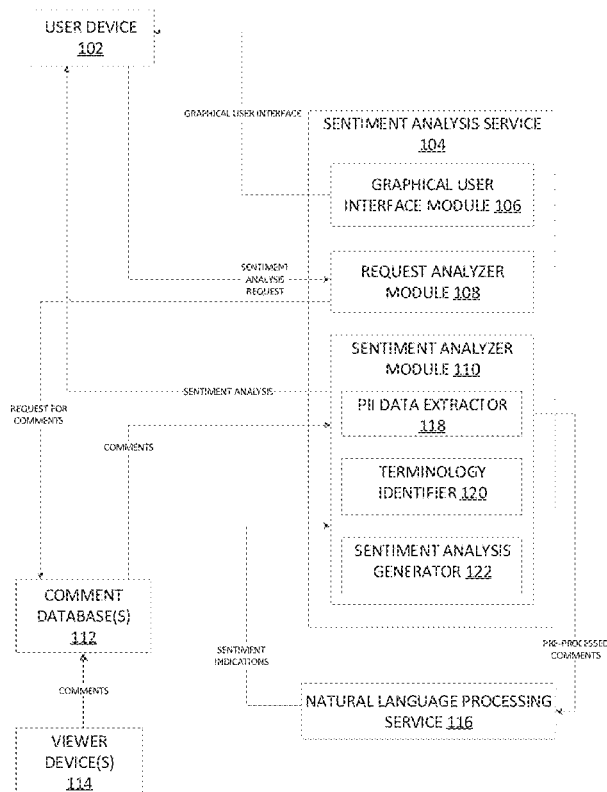 USER DEVICE
102
GRAPHICAL USER INTERFACE
SENTIMENT ANALYSIS SERVICE
104
GRAPHICAL USER
INTERFACE MODULE 106
SENTIMENT
ANALYSIS
REQUEST
REQUEST ANALYZER
MODULE 108
SENTIMENT ANALYZER
MODULE 110
SENTIMENT ANALYSIS
PII DATA EXTRACTOR
118
REQUEST FOR
COMMENTS
COMMENTS
TERMINOLOGY
IDENTIFIER 120
SENTIMENT ANALYSIS
GENERATOR 122
COMMENT
DATABASE(S)
112
SENTIMENT
INDICATIONS
PRE-PROCESSED
COMMENTS
COMMENTS
NATURAL LANGUAGE PROCESSING
SERVICE 116
VIEWER
DEVICE(S)
114